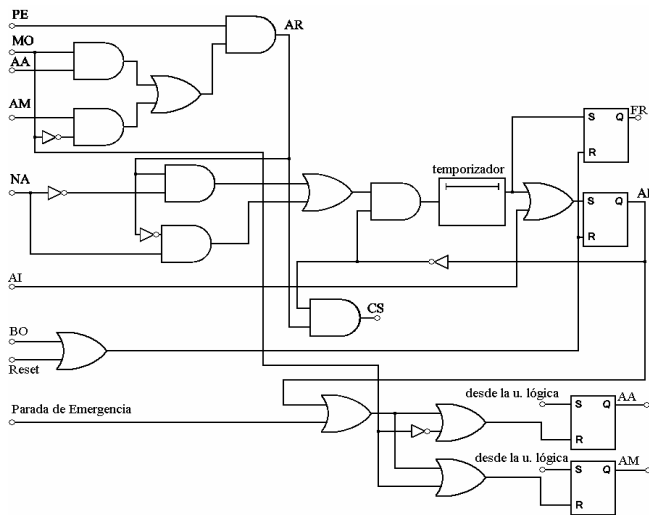 PE
AR
MO
AA
AM
S Q
FR
R
NA
temporizador
S Q
R
AI
CS
BO
Reset
desde la u. lógica
AA
S Q
Parada de Emergencia
R
desde la u. lógica
AM
S Q
R